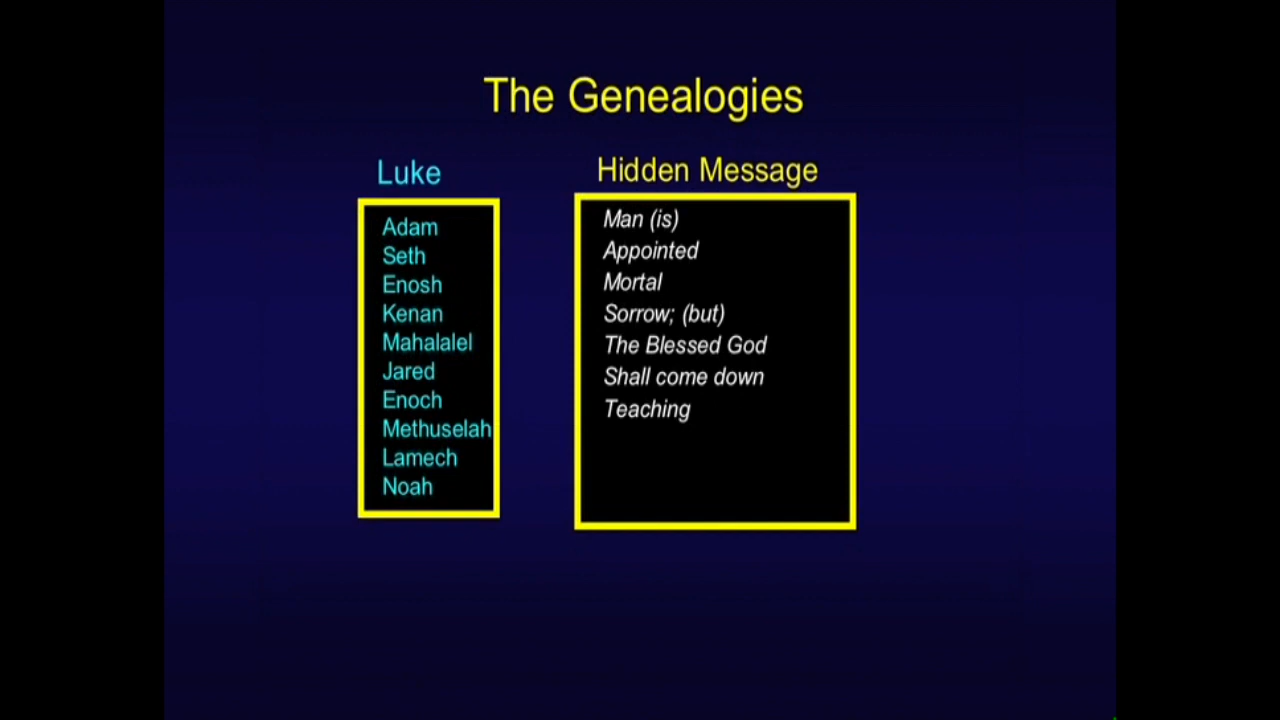 The Genealogies
Luke
Adam
Seth
Enosh
Kenan
Mahalalel
Jared
Enoch
Methuselah
Lamech
Noah
Hidden Message
Man (is)
Appointed
Mortal
Sorrow; (but)
The Blessed God
Shall come down
Teaching